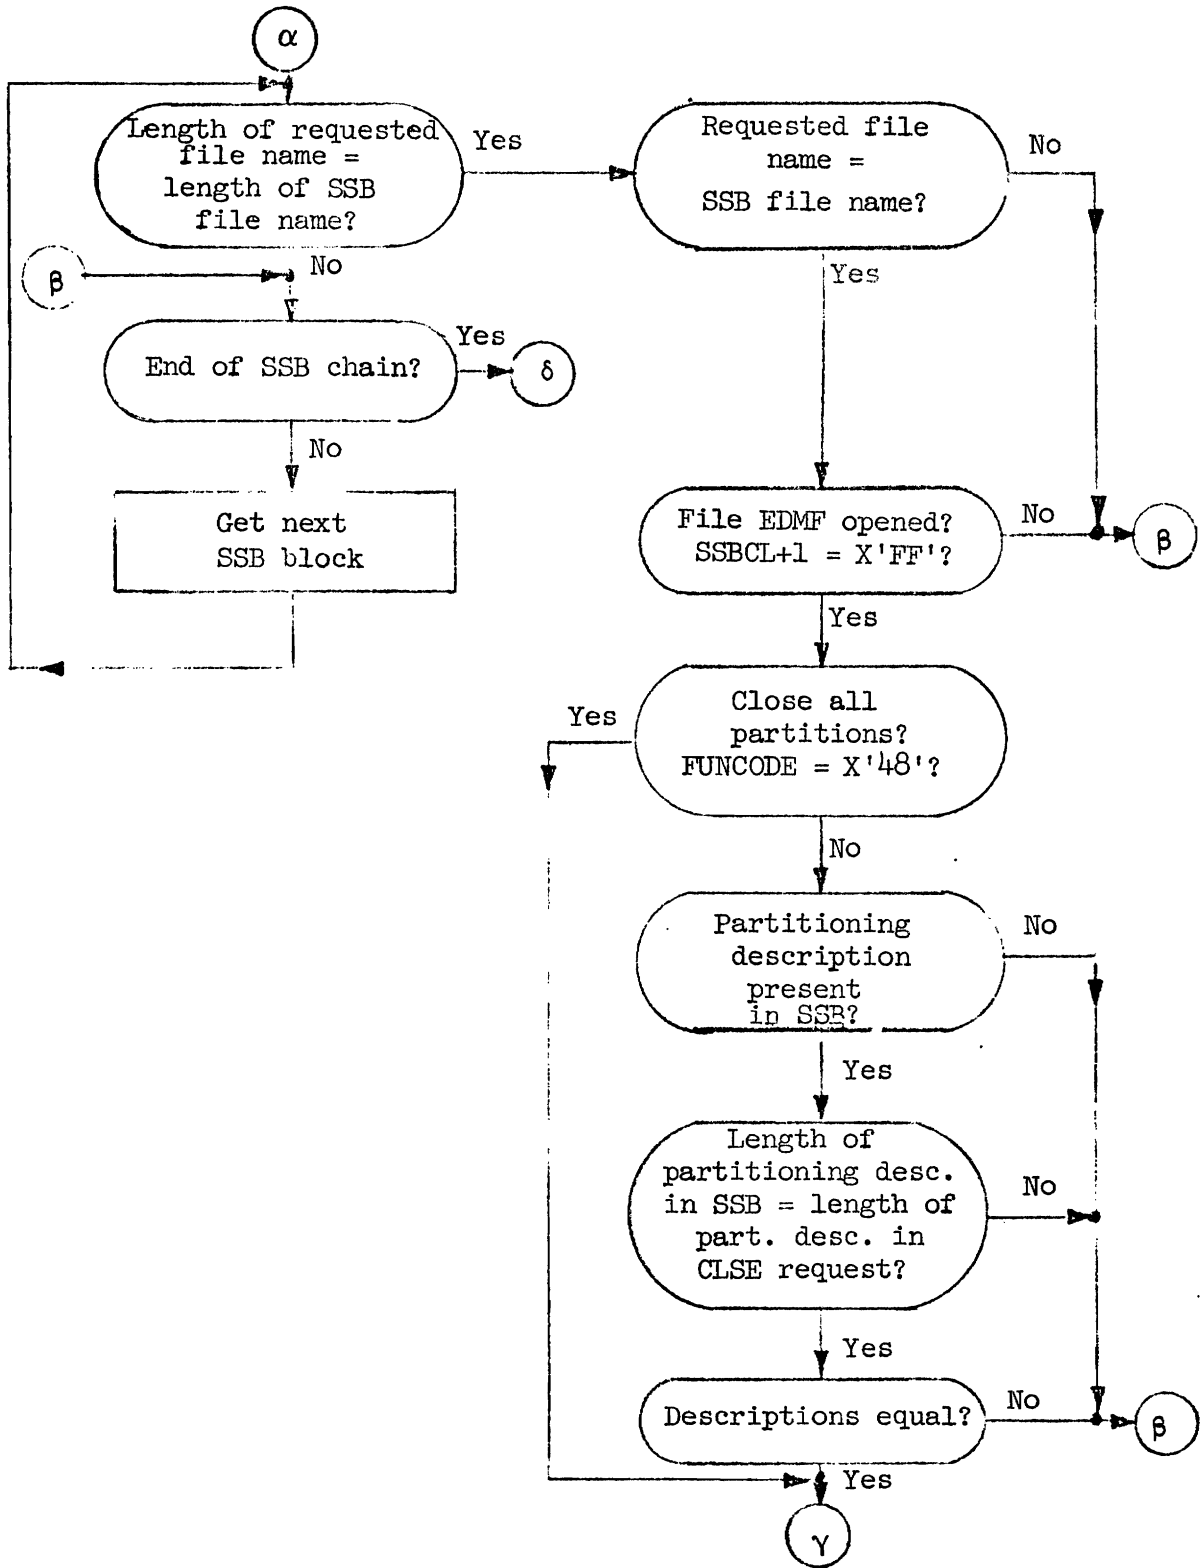 α
Length of requested
file name =
length of SSB
file name?
Yes
Requested file
name =
SSB file name?
No
β
No
Yes
End of SSB chain?
Yes
δ
No
Get next
SSB block
File EDMF opened?
SSBCL+1 = X'FF'?
No
β
Yes
Close all
partitions?
FUNCODE = X'48'?
Yes
No
Partitioning
description
present
in SSB?
No
Yes
Length of
partitioning desc.
in SSB = length of
part. desc. in
CLSE request?
No
Yes
Descriptions equal?
No
β
Yes
γ